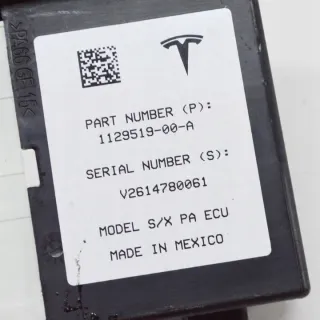 PART NUMBER (P):
1129519-00-A
SERIAL NUMBER (S):
V2614780061
MODEL S/X PA ECU
MADE IN MEXICO